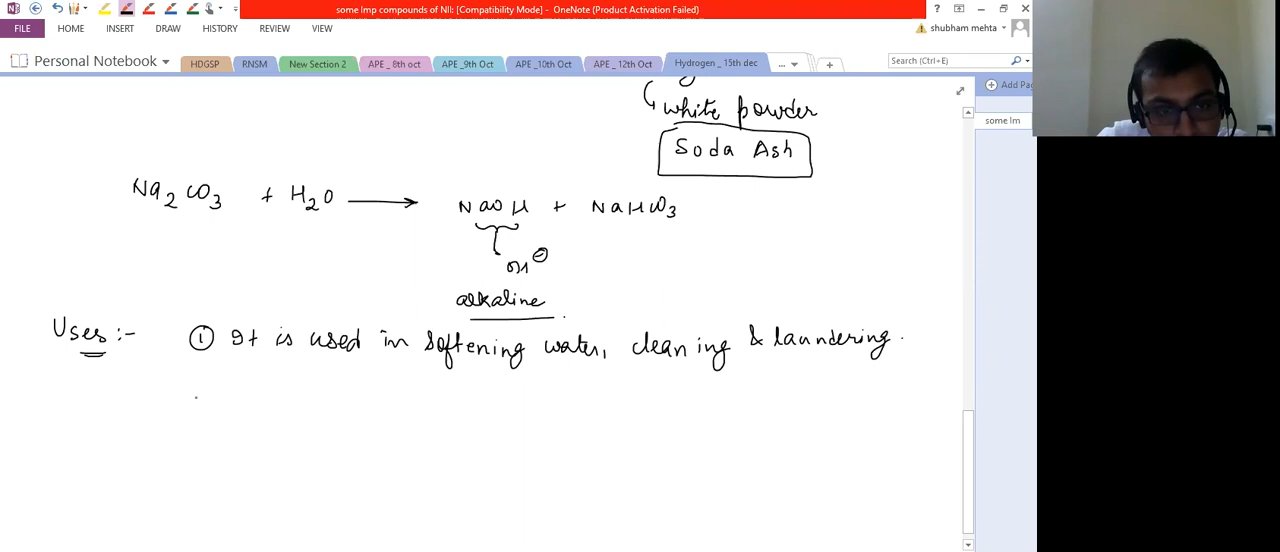 some Imp compounds of NII: [Compatibility Mode] - OneNote (Product Activation Failed)
FILE HOME INSERT DRAW HISTORY REVIEW VIEW
shubham mehta
Personal Notebook HDGSP RNSM New Section 2 APE _ 8th oct APE _9th Oct APE _10th Oct APE _ 12th Oct Hydrogen _ 15th dec ... Search (Ctrl+E)
Add Pag
some Im
white powder
Soda Ash
Na2CO3 + H2O → NaOH + NaHCO3
OH⊖
alkaline
Uses :- ① It is used in softening water, cleaning & laundering.